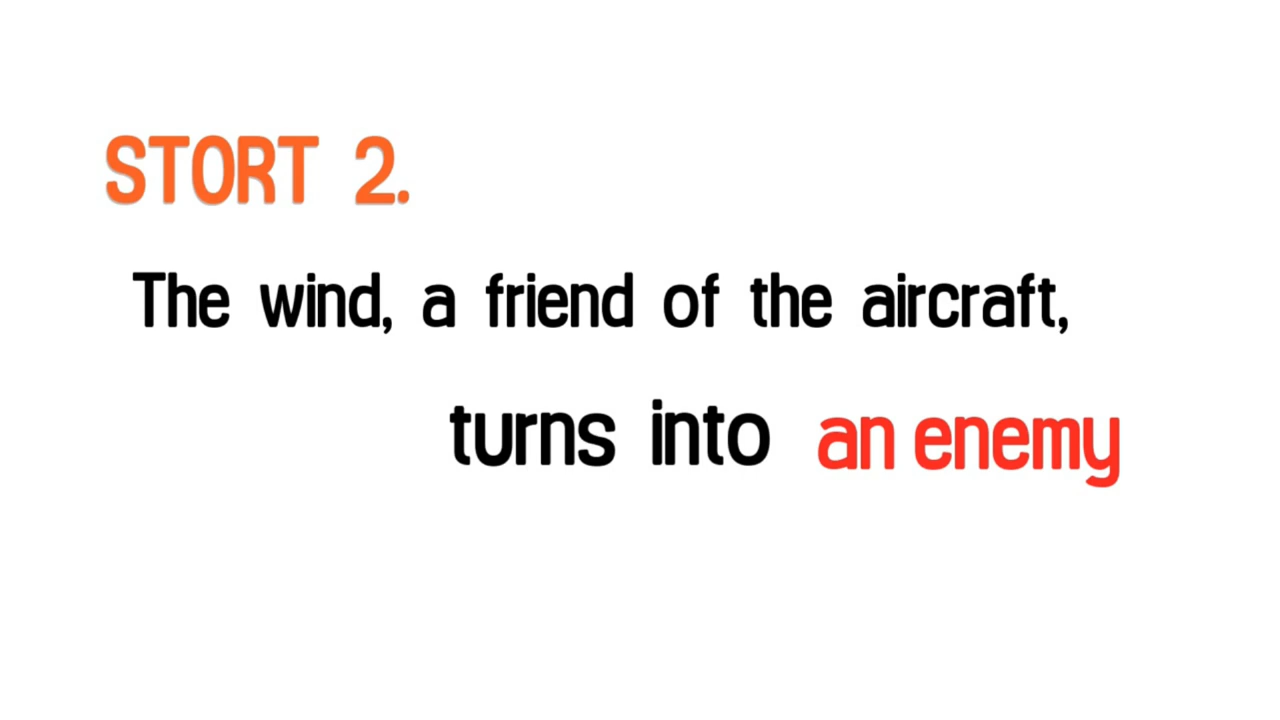 STORT 2.
The wind, a friend of the aircraft,
turns into an enemy